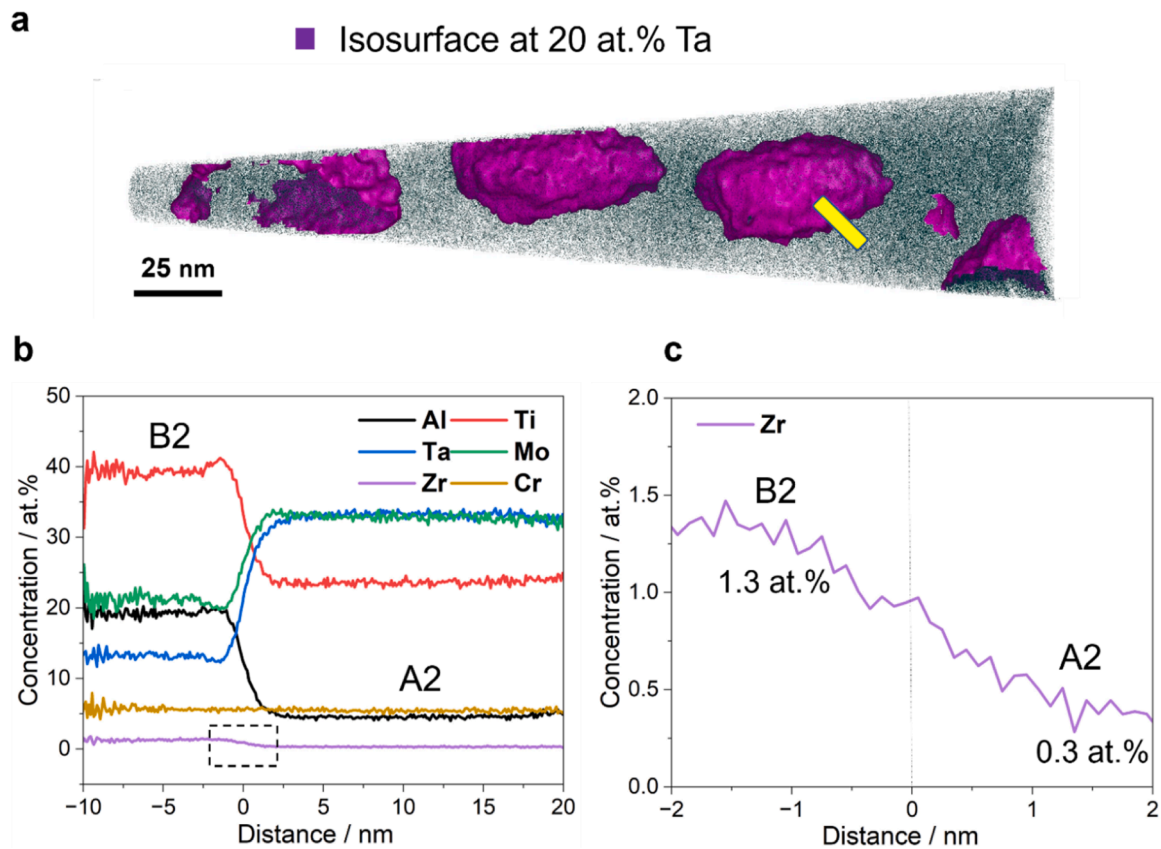 a
Isosurface at 20 at.% Ta
25 nm
b
50
40
30
20
10
0
Concentration / at.%
B2
Al
Ti
Ta
Mo
Zr
Cr
A2
−10
−5
0
5
10
15
20
Distance / nm
c
2.0
1.5
1.0
0.5
0.0
Concentration / at.%
Zr
B2
1.3 at.%
A2
0.3 at.%
−2
−1
0
1
2
Distance / nm